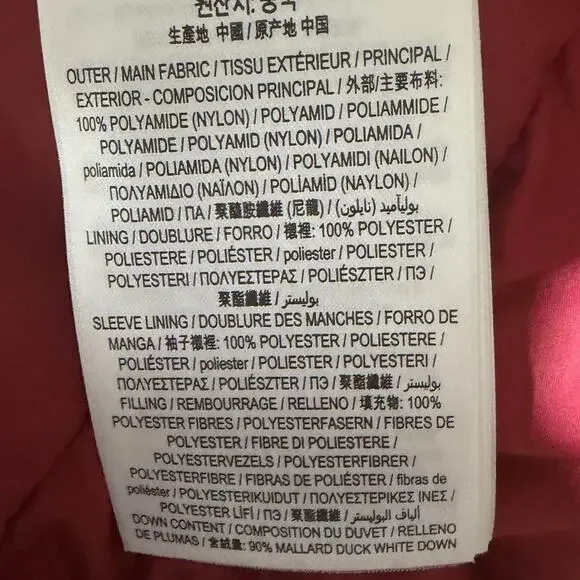 원산지: 중국
生產地 中國 / 原产地 中国
OUTER / MAIN FABRIC / TISSU EXTÉRIEUR / PRINCIPAL /
EXTERIOR - COMPOSICION PRINCIPAL / 外部/主要布料:
100% POLYAMIDE (NYLON) / POLYAMID / POLIAMMIDE /
POLYAMIDE / POLYAMID (NYLON) / POLIAMIDA /
poliamida / POLIAMIDA (NYLON) / POLYAMIDI (NAILON) /
ΠΟΛΥΑΜΙΔΙΟ (ΝΑΪΛΟΝ) / POLÍAMÍD (NAYLON) /
POLIAMID / ПА / 聚醯胺纖維 (尼龍) / بوليآميد (نايلون)
LINING / DOUBLURE / FORRO / 襯裡: 100% POLYESTER /
POLIESTERE / POLIÉSTER / poliester / POLIESTER /
POLYESTERI / ΠΟΛΥΕΣΤΕΡΑΣ / POLIÉSZTER / ПЭ /
聚酯纖維 / بوليستر
SLEEVE LINING / DOUBLURE DES MANCHES / FORRO DE
MANGA / 袖子襯裡: 100% POLYESTER / POLIESTERE /
POLIÉSTER / poliester / POLIESTER / POLYESTERI /
ΠΟΛΥΕΣΤΕΡΑΣ / POLIÉSZTER / ПЭ / 聚酯纖維 / بوليستر
FILLING / REMBOURRAGE / RELLENO / 填充物: 100%
POLYESTER FIBRES / POLYESTERFASERN / FIBRES DE
POLYESTER / FIBRE DI POLIESTERE /
POLYESTERVEZELS / POLYESTERFIBRER /
POLYESTERFIBRE / FIBRAS DE POLIÉSTER / fibras de
poliéster / POLYESTERIKUIDUT / ΠΟΛΥΕΣΤΕΡΙΚΕΣ ΙΝΕΣ /
POLYESTER LİFİ / ПЭ / 聚酯纖維 / ألياف البوليستر
DOWN CONTENT / COMPOSITION DU DUVET / RELLENO
DE PLUMAS / 含絨量: 90% MALLARD DUCK WHITE DOWN